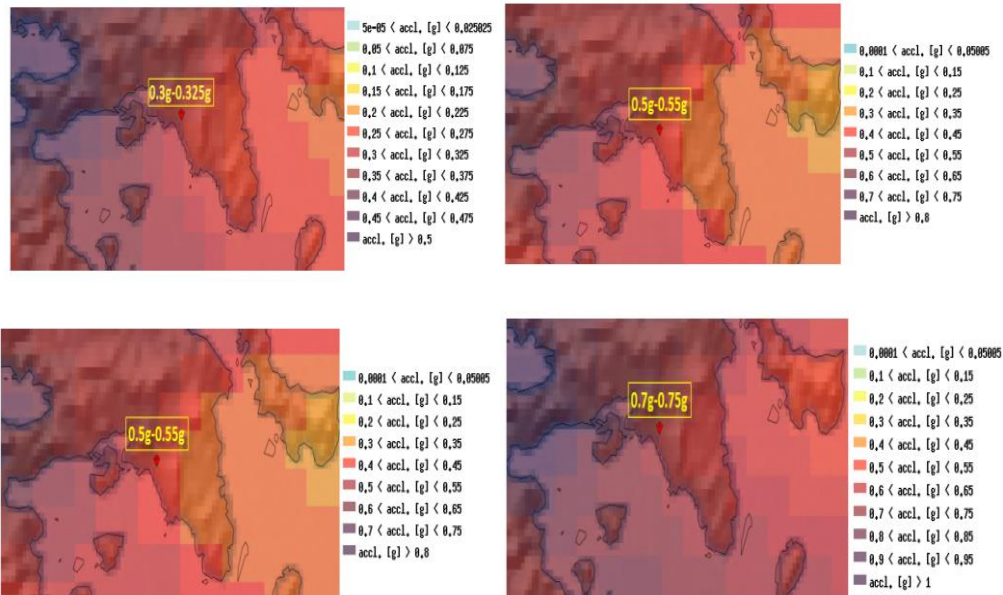 0.3g-0.325g
5e-05 < accl. [g] < 0.025025
0.05 < accl. [g] < 0.075
0.1 < accl. [g] < 0.125
0.15 < accl. [g] < 0.175
0.2 < accl. [g] < 0.225
0.25 < accl. [g] < 0.275
0.3 < accl. [g] < 0.325
0.35 < accl. [g] < 0.375
0.4 < accl. [g] < 0.425
0.45 < accl. [g] < 0.475
accl. [g] > 0.5
0.5g-0.55g
0.0001 < accl. [g] < 0.05005
0.1 < accl. [g] < 0.15
0.2 < accl. [g] < 0.25
0.3 < accl. [g] < 0.35
0.4 < accl. [g] < 0.45
0.5 < accl. [g] < 0.55
0.6 < accl. [g] < 0.65
0.7 < accl. [g] < 0.75
accl. [g] > 0.8
0.5g-0.55g
0.0001 < accl. [g] < 0.05005
0.1 < accl. [g] < 0.15
0.2 < accl. [g] < 0.25
0.3 < accl. [g] < 0.35
0.4 < accl. [g] < 0.45
0.5 < accl. [g] < 0.55
0.6 < accl. [g] < 0.65
0.7 < accl. [g] < 0.75
accl. [g] > 0.8
0.7g-0.75g
0.0001 < accl. [g] < 0.05005
0.1 < accl. [g] < 0.15
0.2 < accl. [g] < 0.25
0.3 < accl. [g] < 0.35
0.4 < accl. [g] < 0.45
0.5 < accl. [g] < 0.55
0.6 < accl. [g] < 0.65
0.7 < accl. [g] < 0.75
0.8 < accl. [g] < 0.85
0.9 < accl. [g] < 0.95
accl. [g] > 1